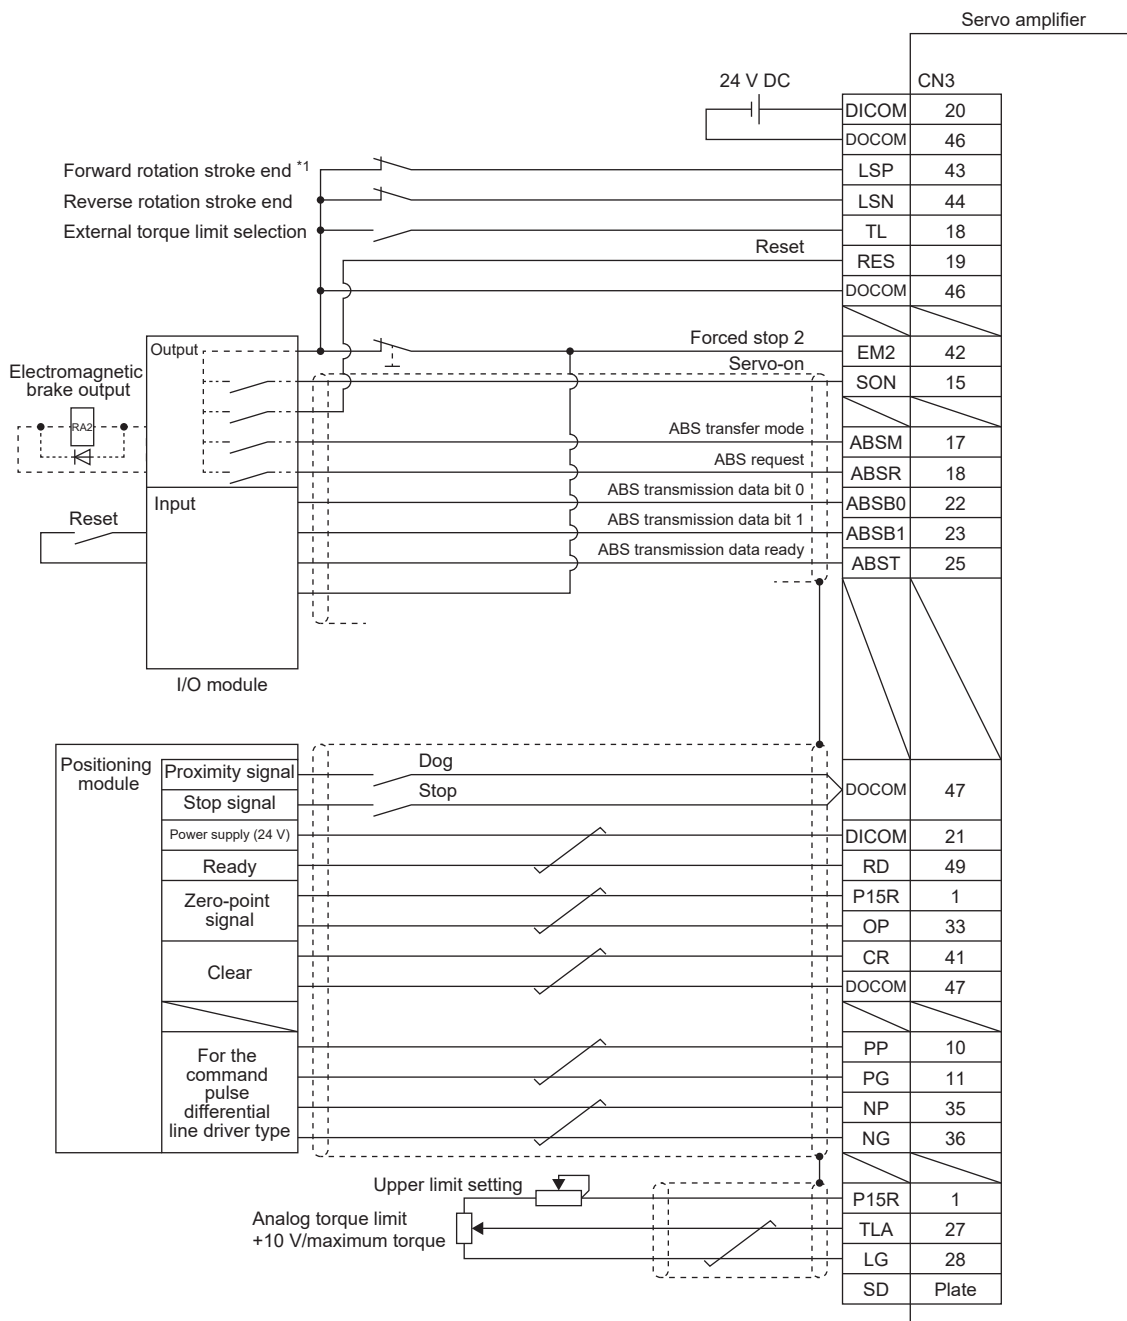 Servo amplifier
24 V DC
CN3
DICOM 20
DOCOM 46
Forward rotation stroke end *1
LSP 43
Reverse rotation stroke end
LSN 44
External torque limit selection
TL 18
Reset
RES 19
DOCOM 46
Output
Forced stop 2
EM2 42
Electromagnetic
brake output
Servo-on
SON 15
RA2
ABS transfer mode
ABSM 17
ABS request
ABSR 18
Input
ABS transmission data bit 0
ABSB0 22
Reset
ABS transmission data bit 1
ABSB1 23
ABS transmission data ready
ABST 25
I/O module
Positioning
module
Proximity signal
Dog
Stop signal
Stop
DOCOM 47
Power supply (24 V)
DICOM 21
Ready
RD 49
Zero-point
signal
P15R 1
OP 33
Clear
CR 41
DOCOM 47
For the
command
pulse
differential
line driver type
PP 10
PG 11
NP 35
NG 36
Upper limit setting
P15R 1
Analog torque limit
+10 V/maximum torque
TLA 27
LG 28
SD Plate